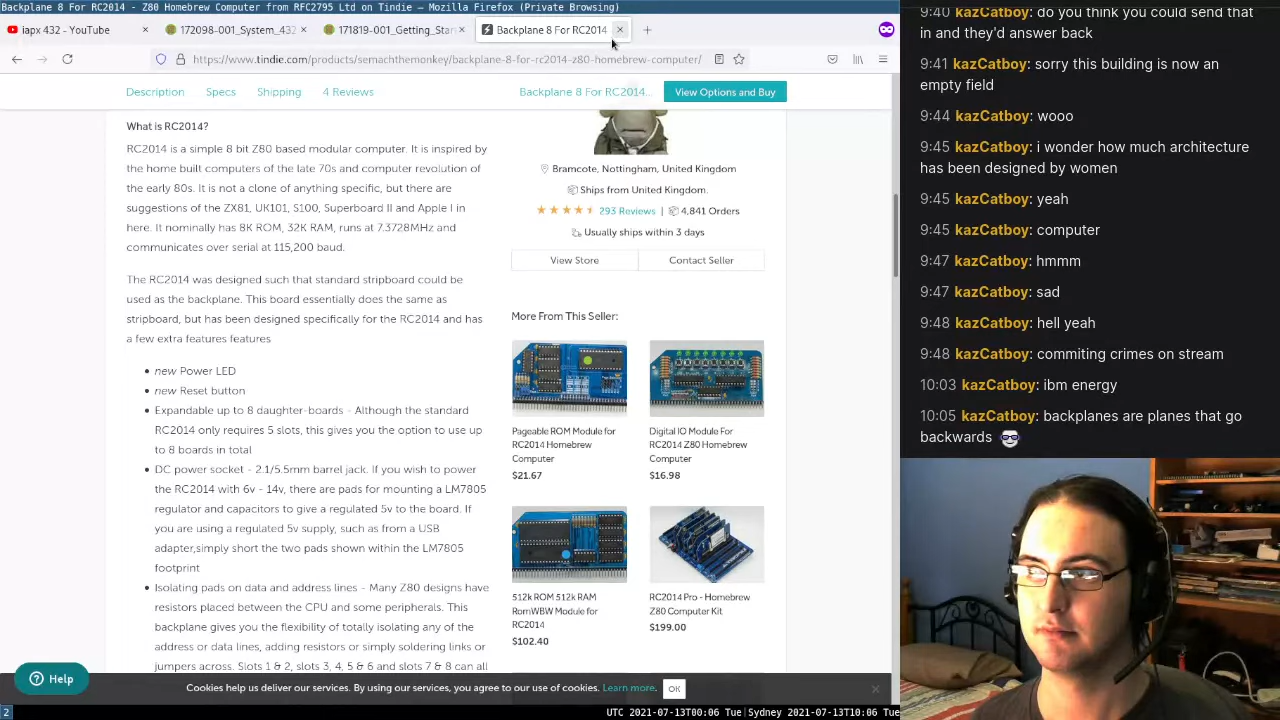 Backplane 8 For RC2014 - Z80 Homebrew Computer from RFC2795 Ltd on Tindie — Mozilla Firefox (Private Browsing)
iapx 432 - YouTube
172098-001_System_432
171819-001_Getting_Star
Backplane 8 For RC2014
https://www.tindie.com/products/semachthemonkey/backplane-8-for-rc2014-z80-homebrew-computer/
Description
Specs
Shipping
4 Reviews
Backplane 8 For RC2014...
View Options and Buy
What is RC2014?
RC2014 is a simple 8 bit Z80 based modular computer. It is inspired by
the home built computers of the late 70s and computer revolution of
the early 80s. It is not a clone of anything specific, but there are
suggestions of the ZX81, UK101, S100, Superboard II and Apple I in
here. It nominally has 8K ROM, 32K RAM, runs at 7.3728MHz and
communicates over serial at 115,200 baud.
The RC2014 was designed such that standard stripboard could be
used as the backplane. This board essentially does the same as
stripboard, but has been designed specifically for the RC2014 and has
a few extra features features
new Power LED
new Reset button
Expandable up to 8 daughter-boards - Although the standard
RC2014 only requires 5 slots, this gives you the option to use up
to 8 boards in total
DC power socket - 2.1/5.5mm barrel jack. If you wish to power
the RC2014 with 6v - 14v, there are pads for mounting a LM7805
regulator and capacitors to give a regulated 5v to the board. If
you are using a regulated 5v supply, such as from a USB
adapter,simply short the two pads shown within the LM7805
footprint
Isolating pads on data and address lines - Many Z80 designs have
resistors placed between the CPU and some peripherals. This
backplane gives you the flexibility of totally isolating any of the
address or data lines, adding resistors or simply soldering links or
jumpers across. Slots 1 & 2, slots 3, 4, 5 & 6 and slots 7 & 8 can all
Bramcote, Nottingham, United Kingdom
Ships from United Kingdom.
293 Reviews | 4,841 Orders
Usually ships within 3 days
View Store
Contact Seller
More From This Seller:
Pageable ROM Module for
RC2014 Homebrew
Computer
$21.67
Digital IO Module For
RC2014 Z80 Homebrew
Computer
$16.98
512k ROM 512k RAM
RomWBW Module for
RC2014
$102.40
RC2014 Pro - Homebrew
Z80 Computer Kit
$199.00
Help
Cookies help us deliver our services. By using our services, you agree to our use of cookies. Learn more.
OK
2
UTC 2021-07-13T00:06 Tue|Sydney 2021-07-13T10:06 Tue
9:40 kazCatboy: do you think you could send that
in and they'd answer back
9:41 kazCatboy: sorry this building is now an
empty field
9:44 kazCatboy: wooo
9:45 kazCatboy: i wonder how much architecture
has been designed by women
9:45 kazCatboy: yeah
9:45 kazCatboy: computer
9:47 kazCatboy: hmmm
9:47 kazCatboy: sad
9:48 kazCatboy: hell yeah
9:48 kazCatboy: commiting crimes on stream
10:03 kazCatboy: ibm energy
10:05 kazCatboy: backplanes are planes that go
backwards